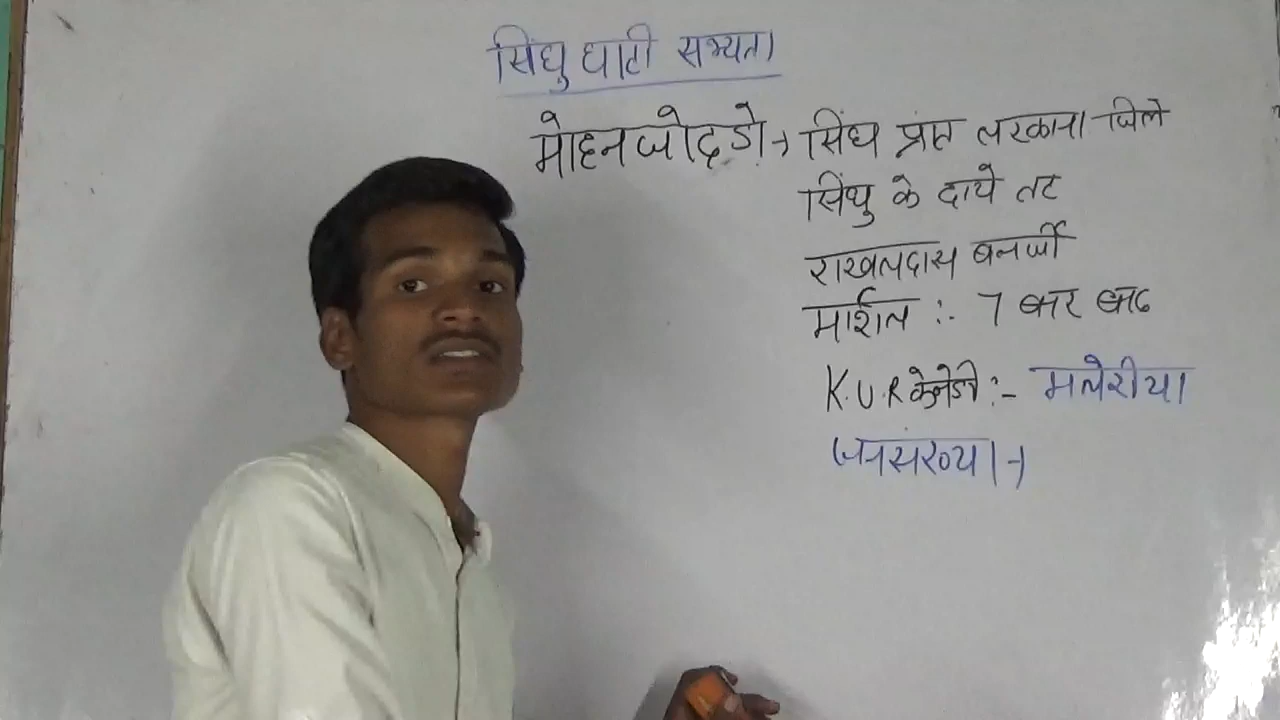 सिंधु घाटी सभ्यता
मोहनजोदडो → सिंध प्रांत लरकाना जिले
सिंधु के दाये तट
राखलदास बनर्जी
मार्शल :- 7 बार बाढ
K.U.R केनेडी :- मलेरीया
जनसंख्या →